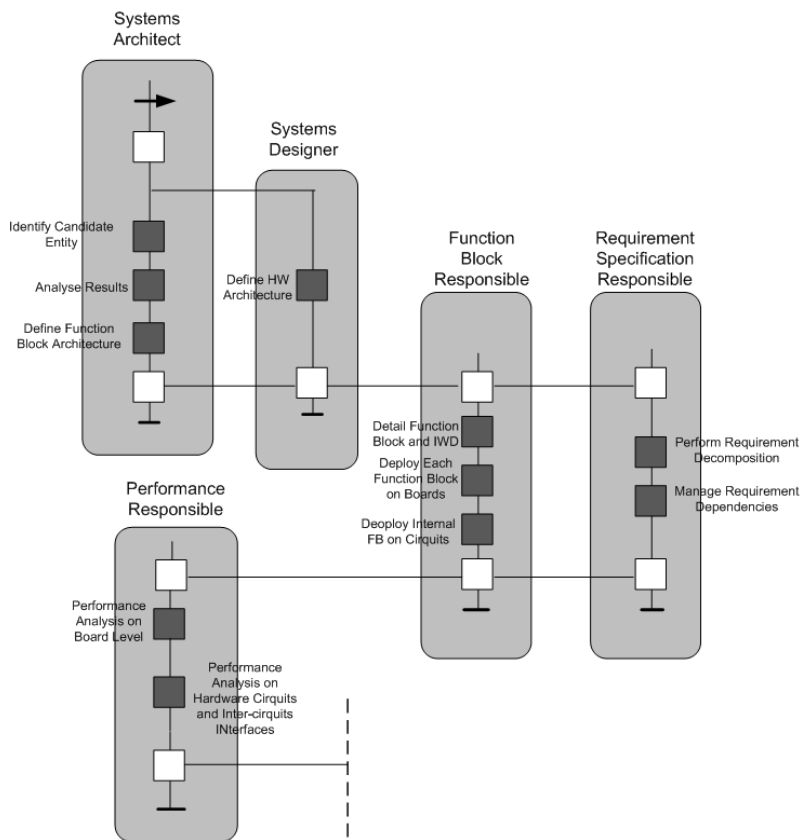 Systems
Architect
Systems
Designer
Identify Candidate
Entity
Analyse Results
Define Function
Block Architecture
Define HW
Architecture
Function
Block
Responsible
Requirement
Specification
Responsible
Detail Function
Block and IWD
Deploy Each
Function Block
on Boards
Deoploy Internal
FB on Cirquits
Perform Requirement
Decomposition
Manage Requirement
Dependencies
Performance
Responsible
Performance
Analysis on
Board Level
Performance
Analysis on
Hardware Cirquits
and Inter-cirquits
INterfaces